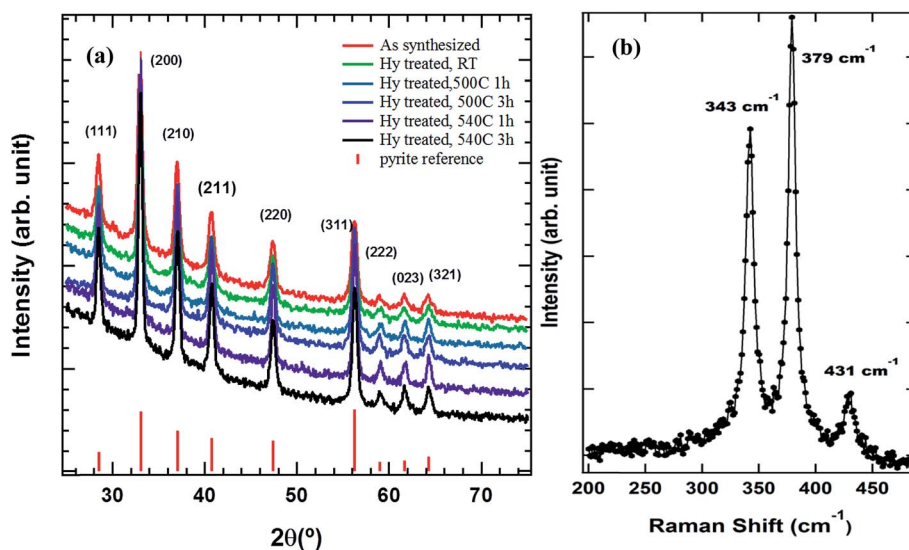 (a)
As synthesized
Hy treated, RT
Hy treated,500C 1h
Hy treated, 500C 3h
Hy treated, 540C 1h
Hy treated, 540C 3h
pyrite reference
(111)
(200)
(210)
(211)
(220)
(311)
(222)
(023)
(321)
Intensity (arb. unit)
30
40
50
60
70
2θ(º)
(b)
343 cm⁻¹
379 cm⁻¹
431 cm⁻¹
Intensity (arb. unit)
200
250
300
350
400
450
Raman Shift (cm⁻¹)